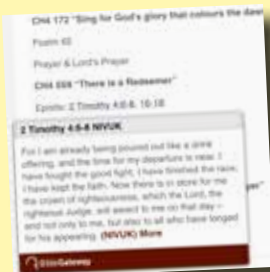 CH4 172 "Sing for God's glory that colours the dawn
Psalm 65
Prayer & Lord's Prayer
CH4 559 "There is a Redeemer"
Epistle: 2 Timothy 4:6-8, 16-18
2 Timothy 4:6-8 NIVUK
For I am already being poured out like a drink
offering, and the time for my departure is near. I
have fought the good fight, I have finished the race,
I have kept the faith. Now there is in store for me
the crown of righteousness, which the Lord, the
righteous Judge, will award to me on that day –
and not only to me, but also to all who have longed
for his appearing. (NIVUK) More
BibleGateway